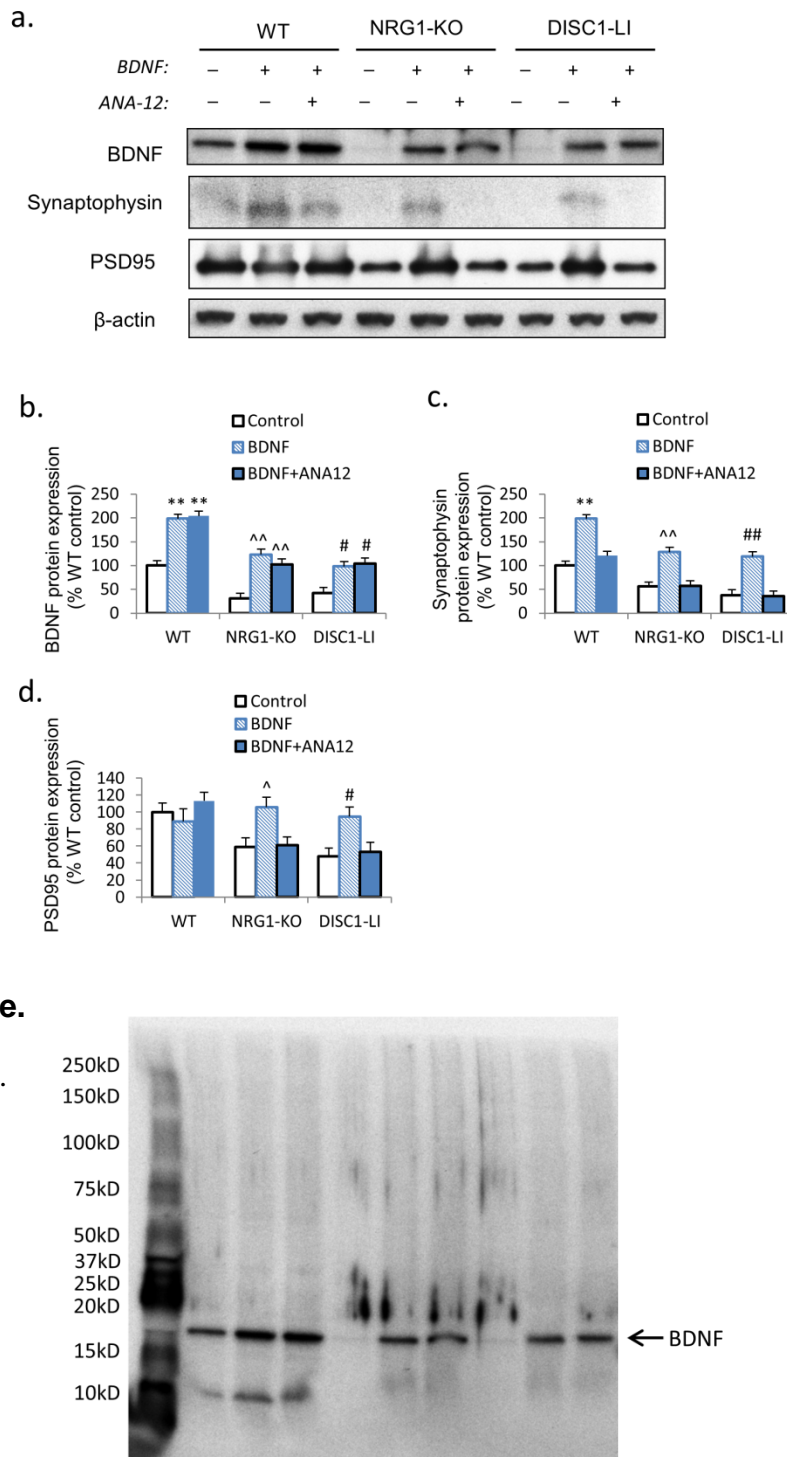 a.
WT NRG1-KO DISC1-LI
BDNF: – + + – + + – + +
ANA-12: – – + – – + – – +
BDNF
Synaptophysin
PSD95
β-actin
b.
Control
BDNF
BDNF+ANA12
BDNF protein expression
(% WT control)
250
200
150
100
50
0
** **
^^ ^^
# #
WT NRG1-KO DISC1-LI
c.
Control
BDNF
BDNF+ANA12
Synaptophysin
protein expression
(% WT control)
250
200
150
100
50
0
**
^^
##
WT NRG1-KO DISC1-LI
d.
Control
BDNF
BDNF+ANA12
PSD95 protein expression
(% WT control)
140
120
100
80
60
40
20
0
^
#
WT NRG1-KO DISC1-LI
e.
.
250kD
150kD
100kD
75kD
50kD
37kD
25kD
20kD
15kD
10kD
← BDNF